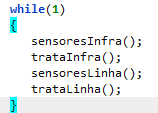 while(1)
{
    sensoresInfra();
    trataInfra();
    sensoresLinha();
    trataLinha();
}